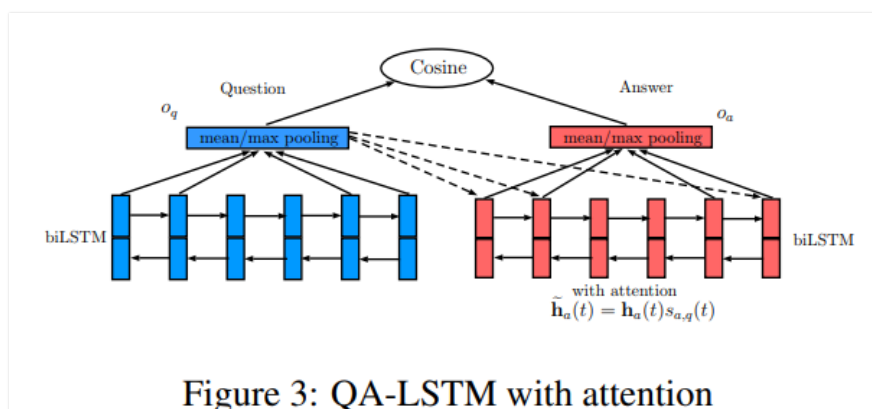 Cosine
Question
Answer
o_q
o_a
mean/max pooling
mean/max pooling
biLSTM
biLSTM
with attention
h̃_a(t) = h_a(t)s_{a,q}(t)
Figure 3: QA-LSTM with attention